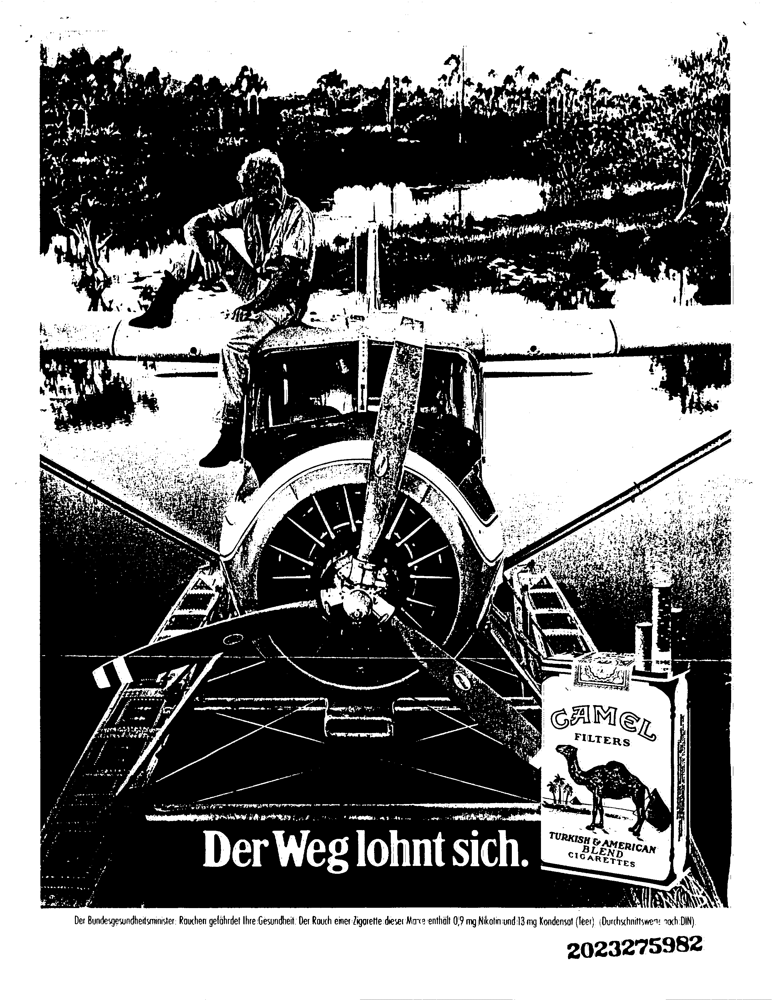 CAMEL
FILTERS
TURKISH & AMERICAN
BLEND
CIGARETTES
Der Weg lohnt sich.
Der Bundesgesundheitsminister: Rauchen gefährdet Ihre Gesundheit. Der Rauch einer Zigarette dieser Marke enthält 0,9 mg Nikotin und 13 mg Kondensat (Teer). (Durchschnittswerte nach DIN).
2023275982